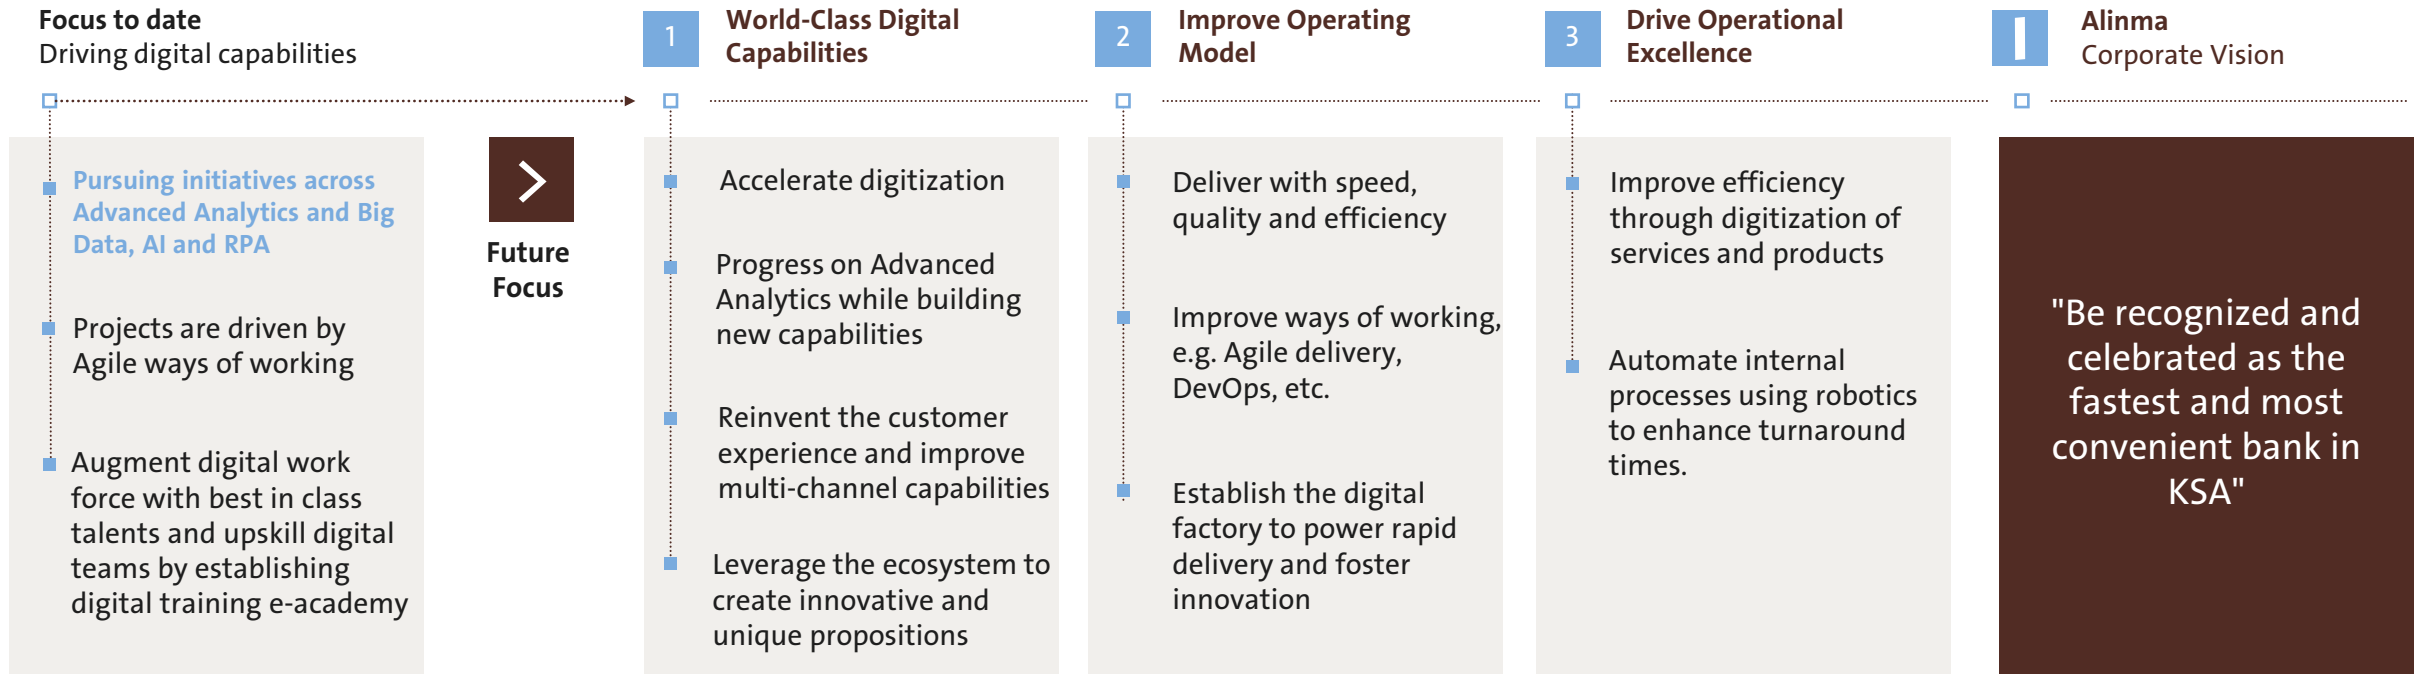 Focus to date
Driving digital capabilities
Pursuing initiatives across
Advanced Analytics and Big
Data, AI and RPA
Projects are driven by
Agile ways of working
Augment digital work
force with best in class
talents and upskill digital
teams by establishing
digital training e-academy
Future
Focus
1
World-Class Digital
Capabilities
Accelerate digitization
Progress on Advanced
Analytics while building
new capabilities
Reinvent the customer
experience and improve
multi-channel capabilities
Leverage the ecosystem to
create innovative and
unique propositions
2
Improve Operating
Model
Deliver with speed,
quality and efficiency
Improve ways of working,
e.g. Agile delivery,
DevOps, etc.
Establish the digital
factory to power rapid
delivery and foster
innovation
3
Drive Operational
Excellence
Improve efficiency
through digitization of
services and products
Automate internal
processes using robotics
to enhance turnaround
times.
Alinma
Corporate Vision
"Be recognized and
celebrated as the
fastest and most
convenient bank in
KSA"